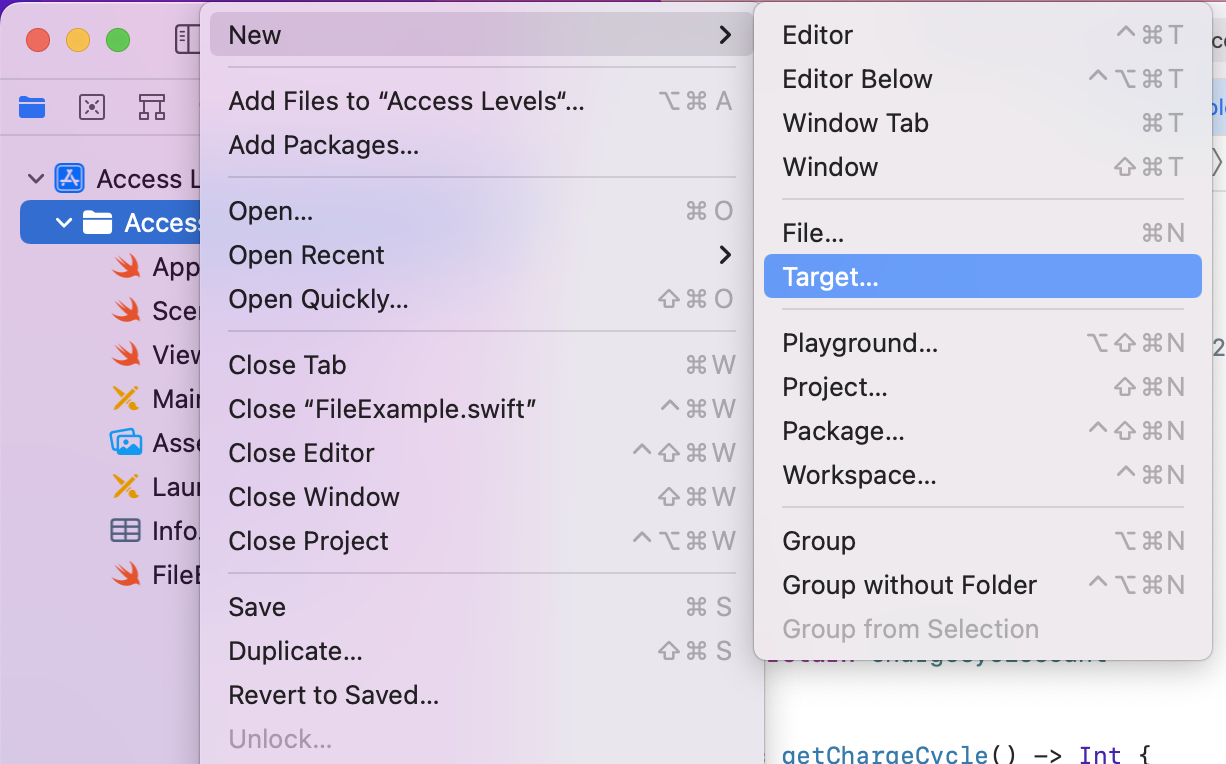 New
Add Files to “Access Levels“...
⌥⌘ A
Add Packages...
Open...
⌘ O
Open Recent
Open Quickly...
⇧⌘ O
Close Tab
⌘W
Close “FileExample.swift”
^⌘W
Close Editor
^⇧⌘W
Close Window
⇧⌘W
Close Project
^⌥⌘W
Save
⌘ S
Duplicate...
⇧⌘ S
Revert to Saved...
Unlock...
Editor
^⌘T
Editor Below
^⌥⌘T
Window Tab
⌘T
Window
⇧⌘T
File...
⌘N
Target...
Playground...
⌥⇧⌘N
Project...
⇧⌘N
Package...
^⇧⌘N
Workspace...
^⌘N
Group
⌥⌘N
Group without Folder
^⌥⌘N
Group from Selection
Access L
Access
App
Scen
View
Main
Asse
Laun
Info.
FileE
getChargeCycle() -> Int {